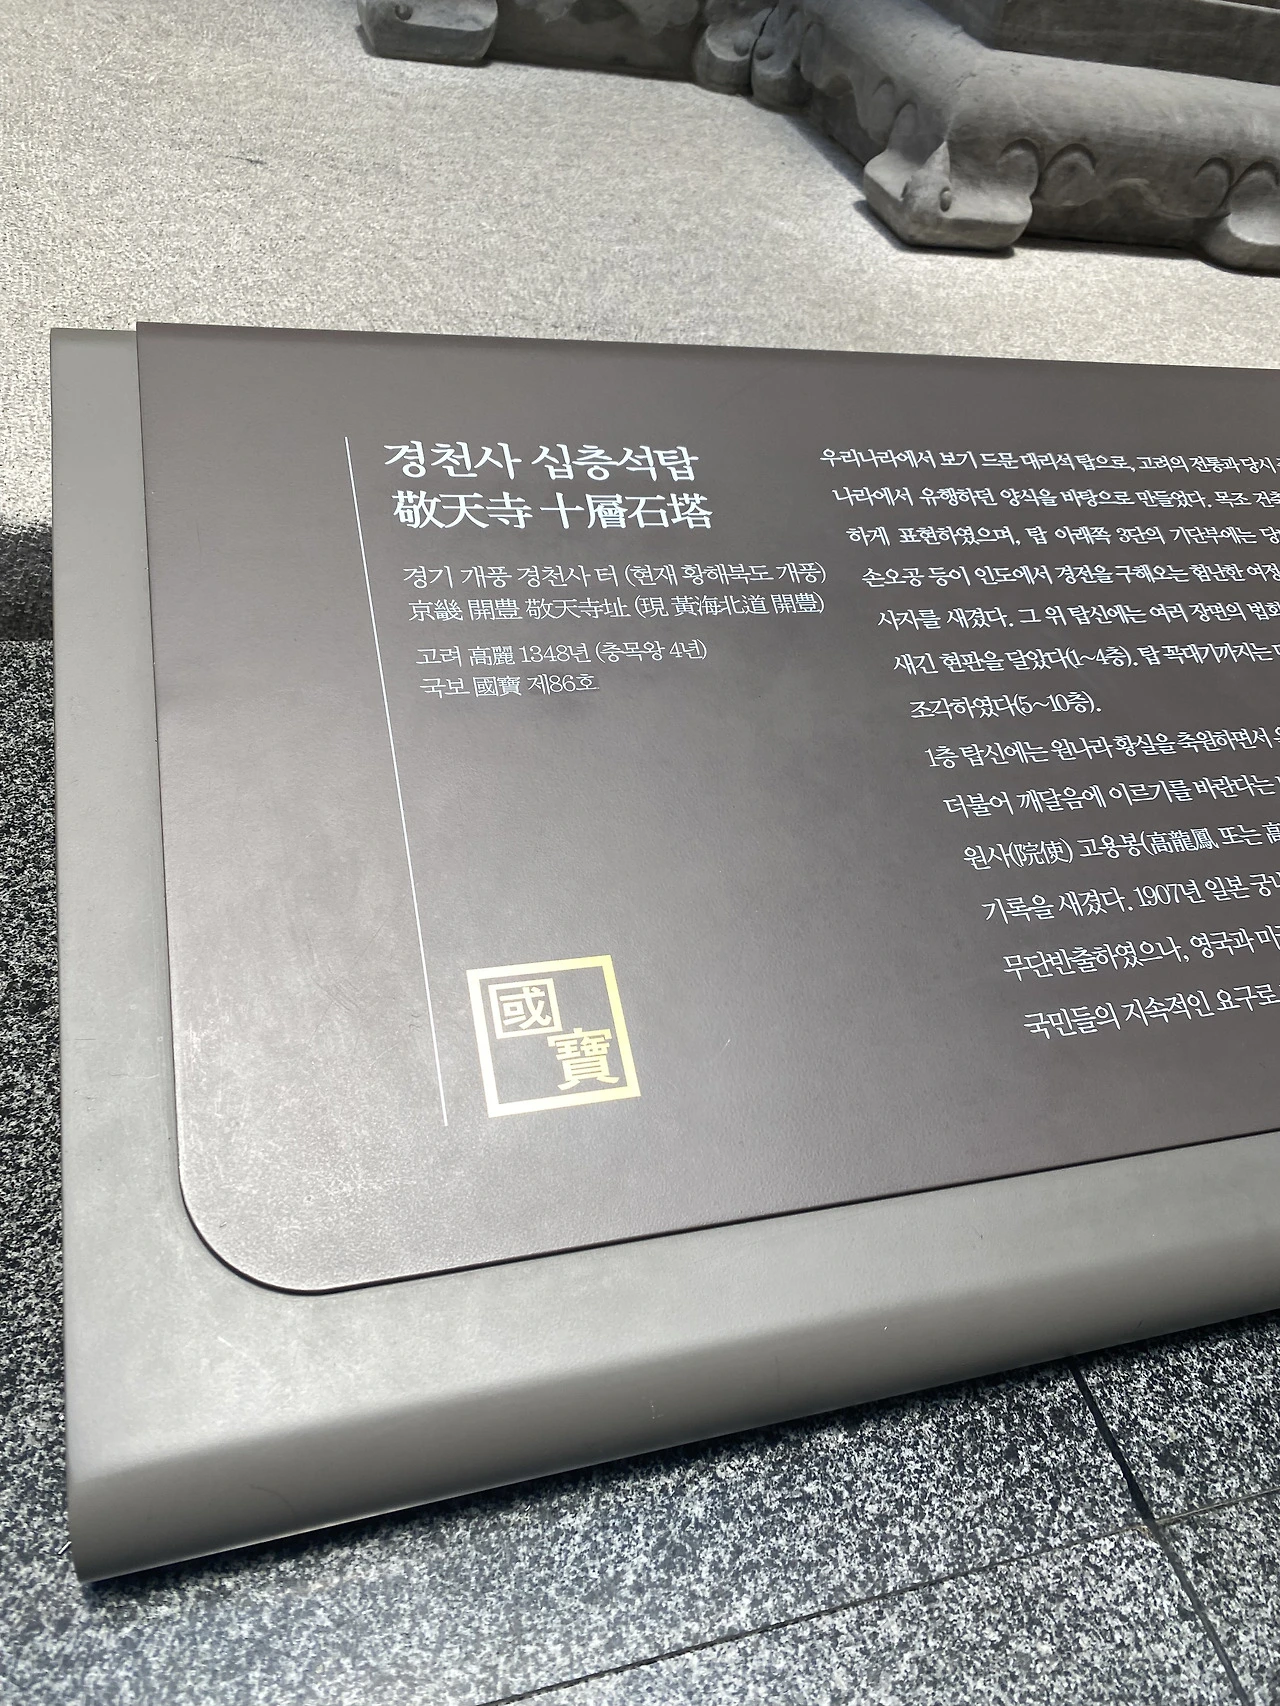 경천사 십층석탑
敬天寺 十層石塔
경기 개풍 경천사 터 (현재 황해북도 개풍)
京畿 開豊 敬天寺址 (現 黃海北道 開豊)
고려 高麗 1348년 (충목왕 4년)
국보 國寶 제86호
國
寶
우리나라에서 보기 드문 대리석 탑으로, 고려의 전통과 당시
나라에서 유행하던 양식을 바탕으로 만들었다. 목조 건축
하게 표현하였으며, 탑 아래쪽 3단의 기단부에는
손오공 등이 인도에서 경전을 구해오는 험난한 여정
사자를 새겼다. 그 위 탑신에는 여러 장면의 법회
새긴 현판을 달았다(1~4층). 탑 꼭대기까지는
조각하였다(5~10층).
1층 탑신에는 원나라 황실을 축원하면서
더불어 깨달음에 이르기를 바란다는
원사(院使) 고용봉(高龍鳳 또는 高
기록을 새겼다. 1907년 일본 궁내
무단반출하였으나, 영국과 미국
국민들의 지속적인 요구로